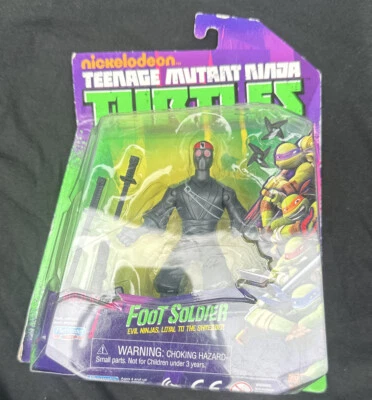 nickelodeon™
TEENAGE MUTANT NINJA
TURTLES
FOOT SOLDIER
EVIL NINJAS, LOYAL TO THE SHREDDER
WARNING: CHOKING HAZARD-
Small parts. Not for Children under 3 years.